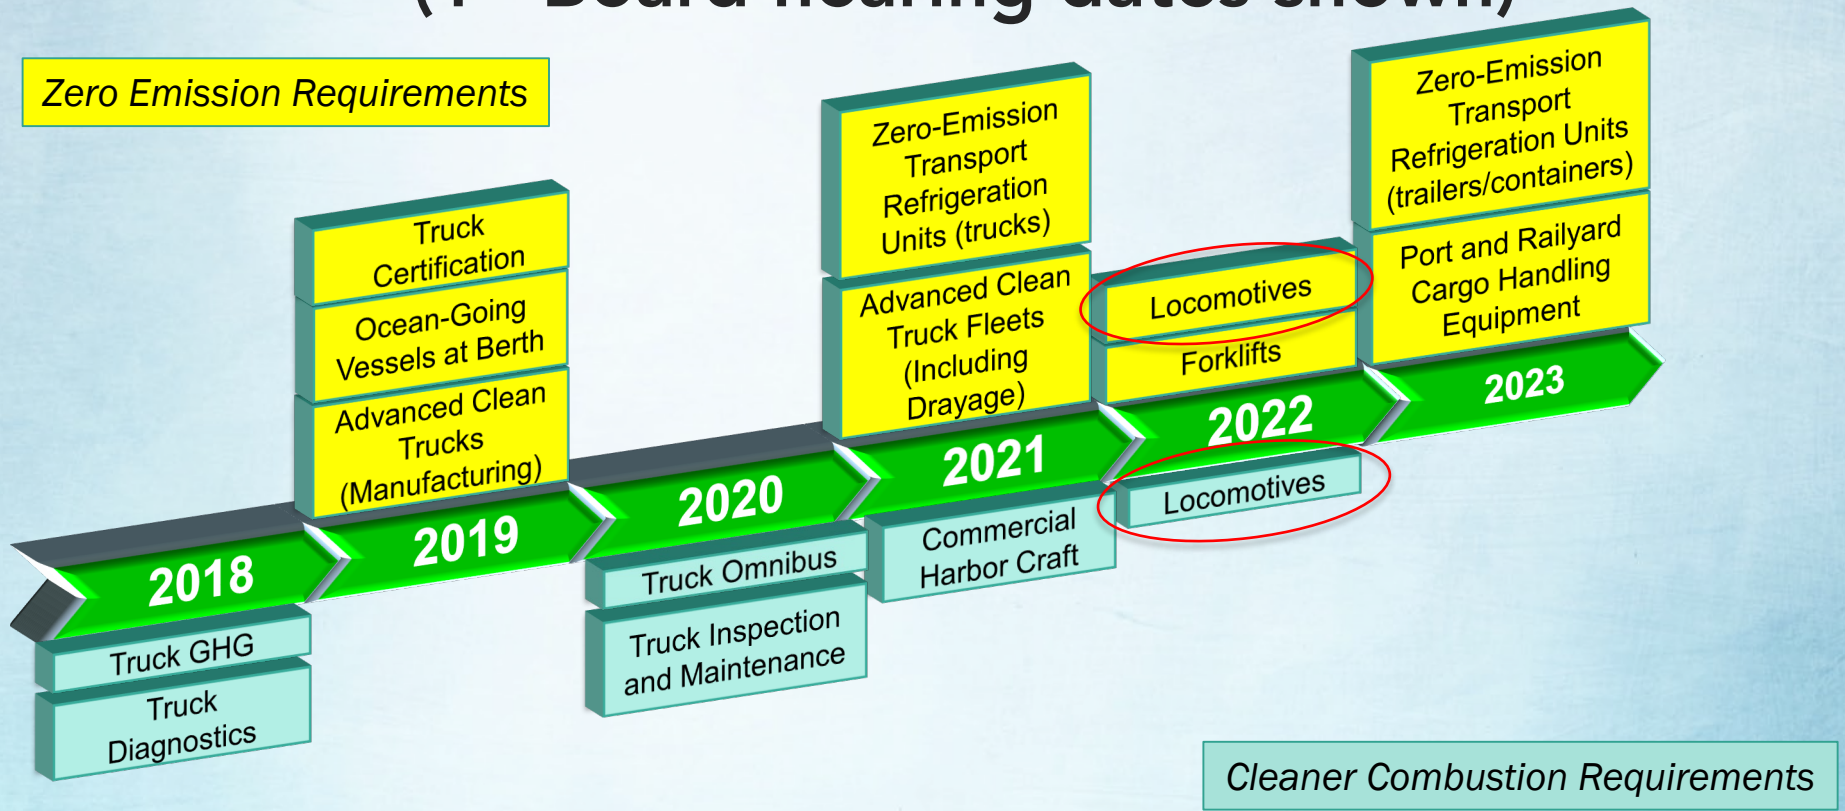 Zero Emission Requirements
Truck
Certification
Ocean-Going
Vessels at Berth
Advanced Clean
Trucks
(Manufacturing)
Zero-Emission
Transport
Refrigeration
Units (trucks)
Advanced Clean
Truck Fleets
(Including
Drayage)
Locomotives
Forklifts
Zero-Emission
Transport
Refrigeration Units
(trailers/containers)
Port and Railyard
Cargo Handling
Equipment
2018
2019
2020
2021
2022
2023
Truck GHG
Truck
Diagnostics
Truck Omnibus
Truck Inspection
and Maintenance
Commercial
Harbor Craft
Locomotives
Cleaner Combustion Requirements